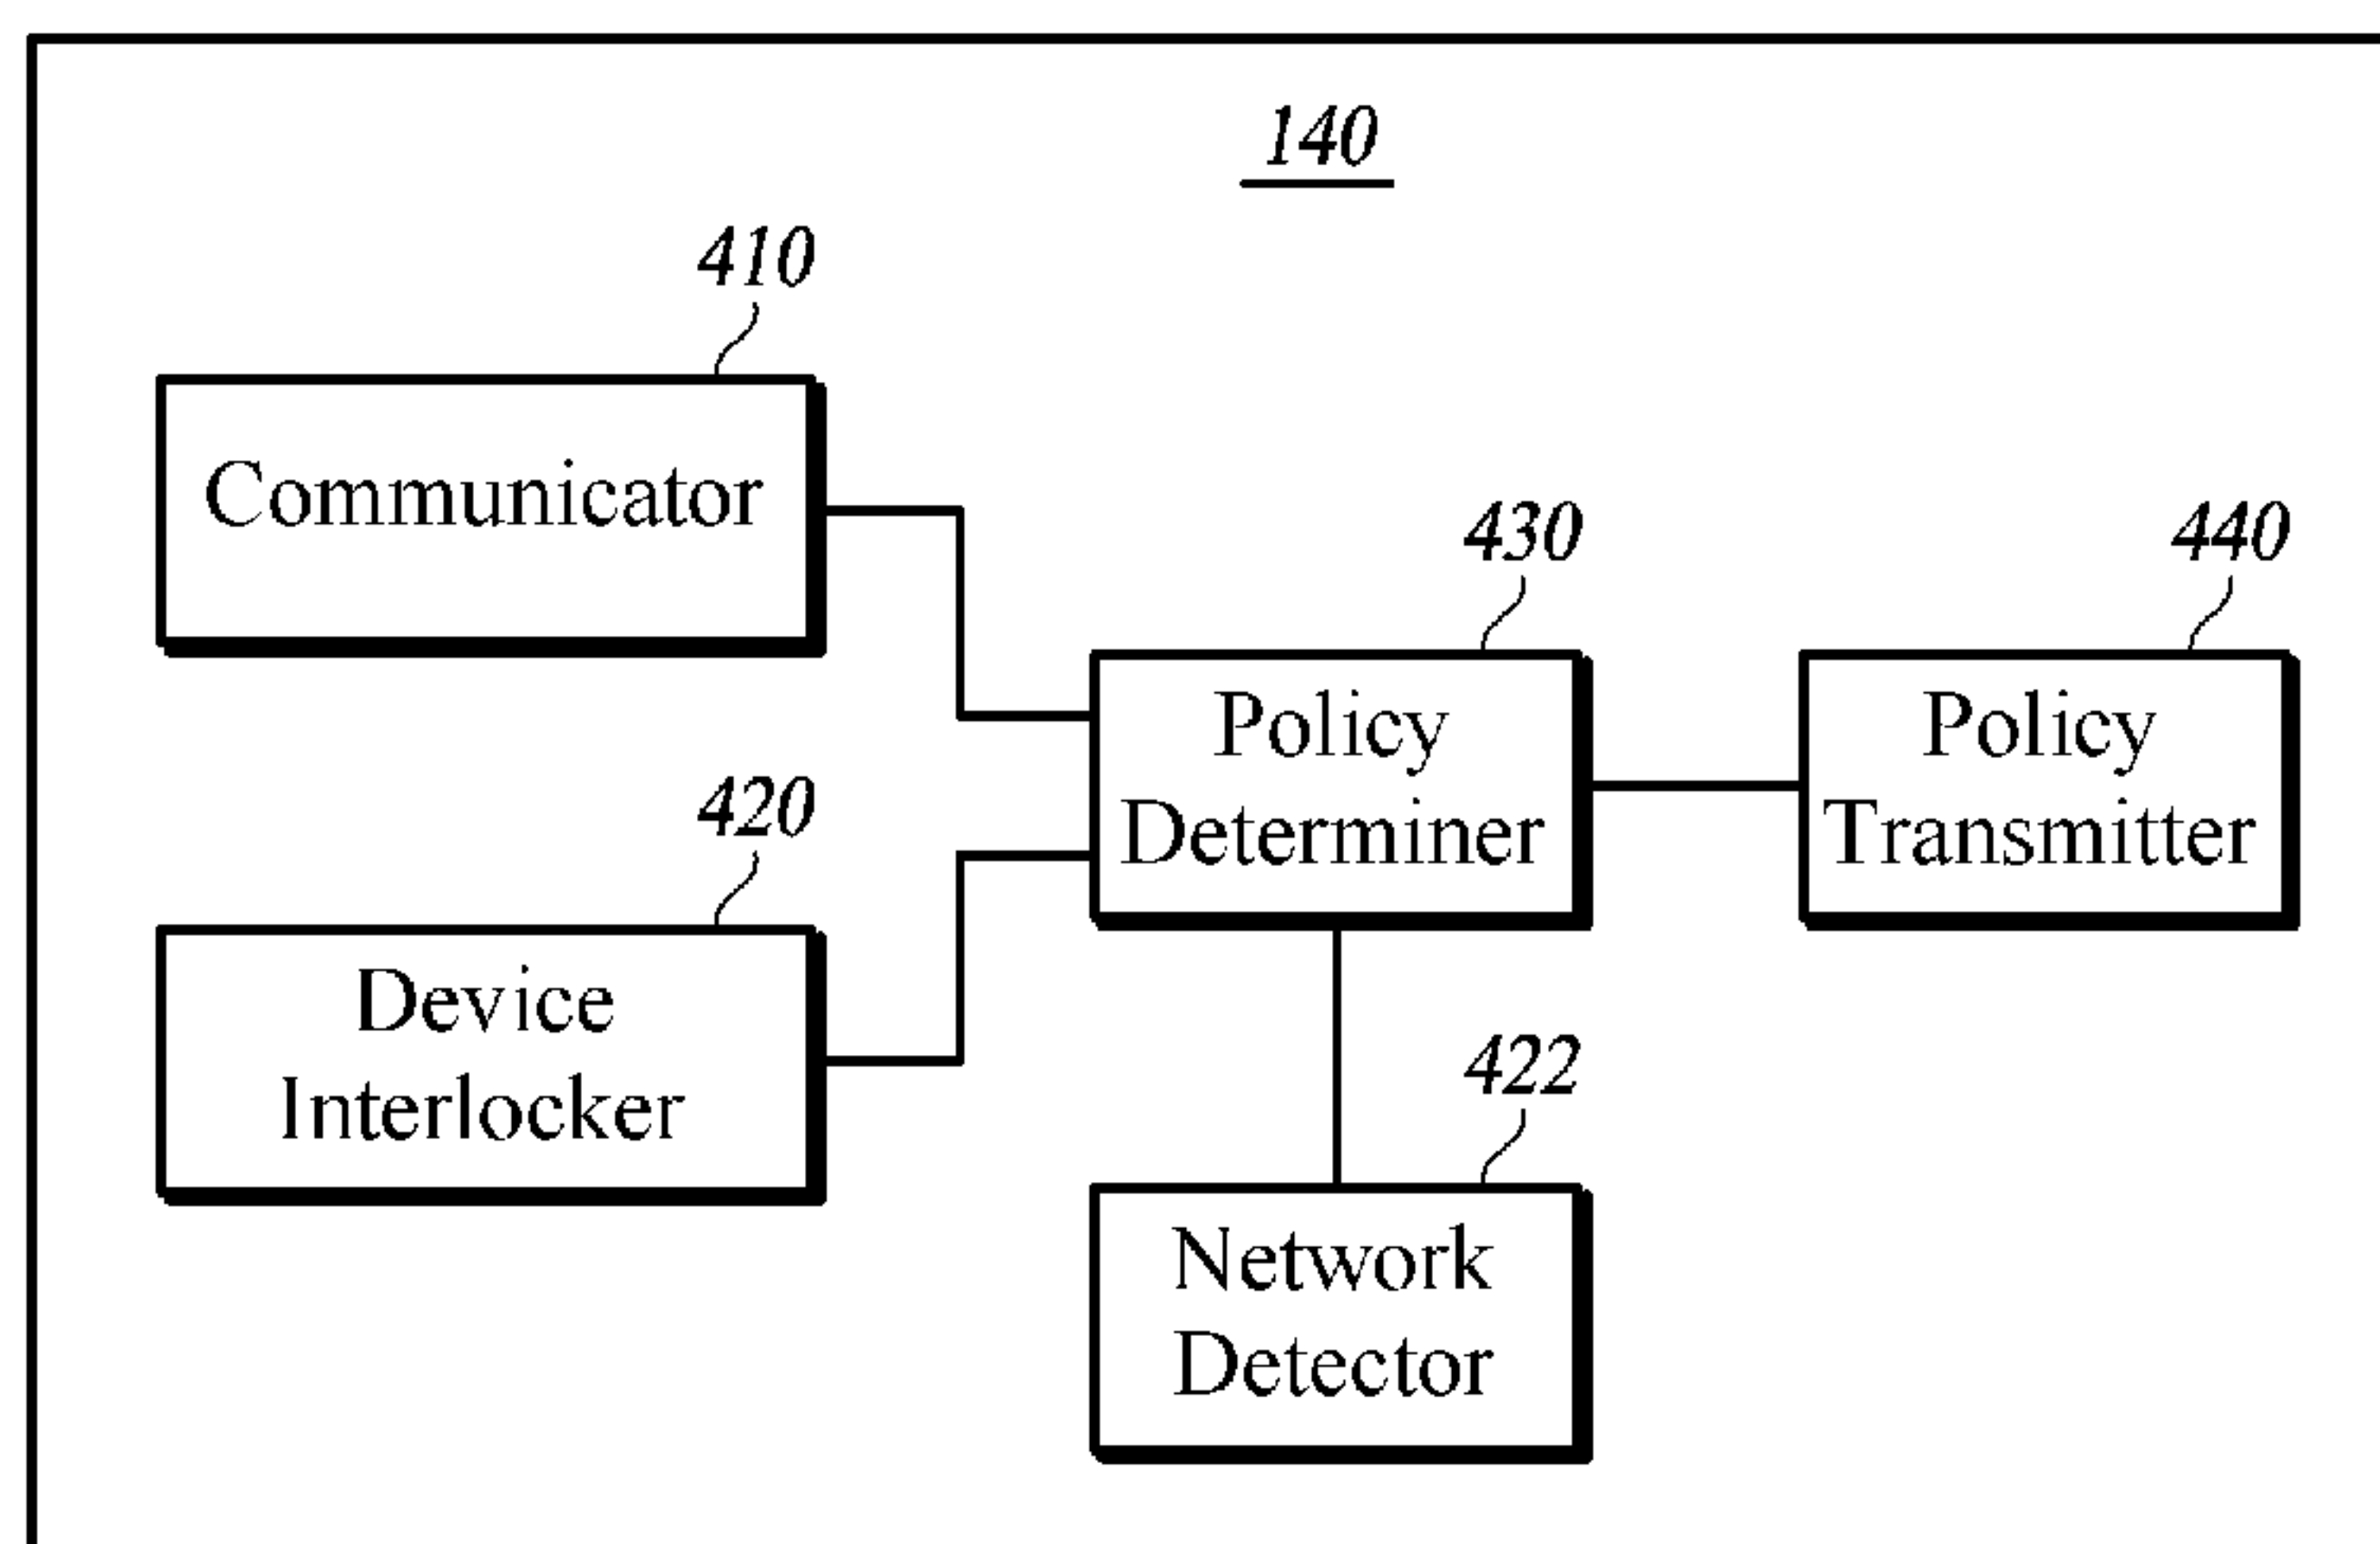 140
410
Communicator
430
440
Policy
Determiner
Policy
Transmitter
420
Device
Interlocker
422
Network
Detector